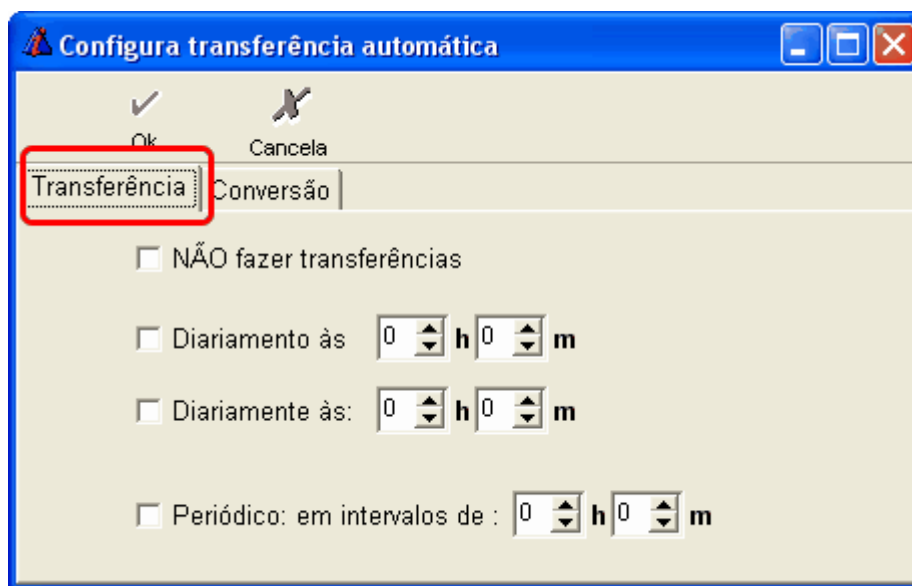 Configura transferência automática
Ok Cancela
Transferência Conversão
NÃO fazer transferências
Diariamento às 0 h 0 m
Diariamente às: 0 h 0 m
Periódico: em intervalos de : 0 h 0 m